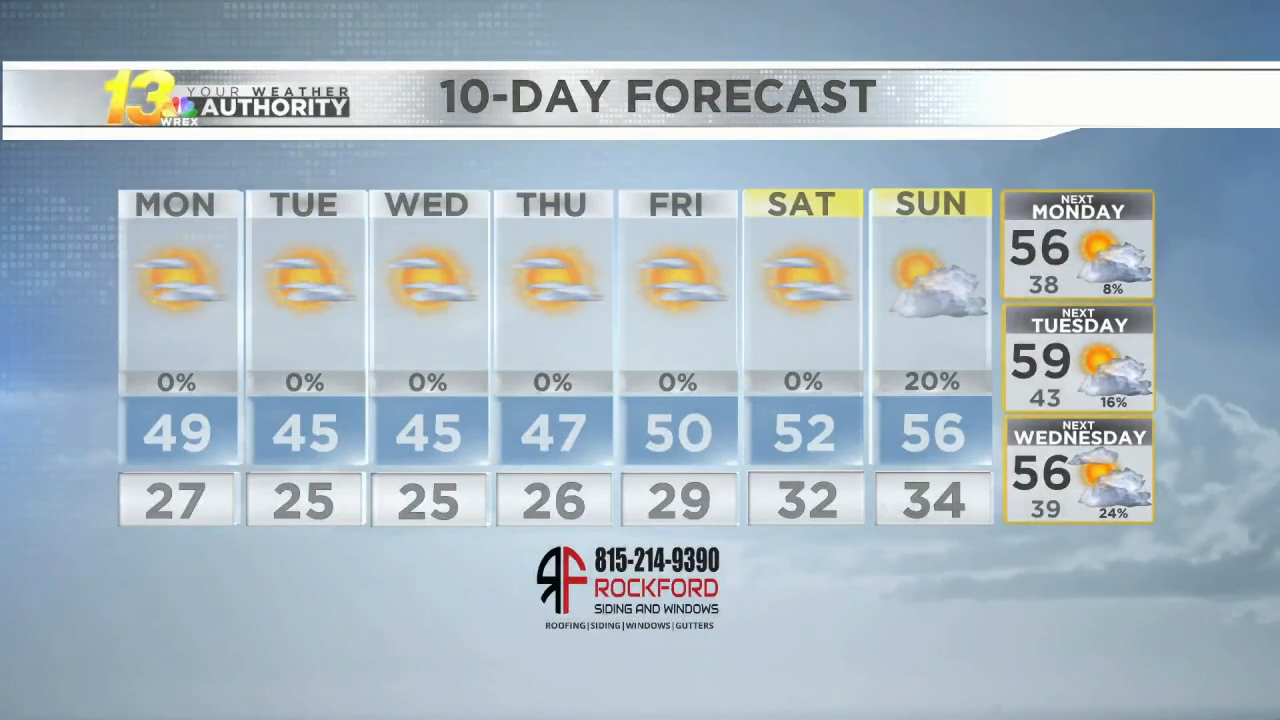 13 YOUR WEATHER
AUTHORITY
WREX
10-DAY FORECAST
MON TUE WED THU FRI SAT SUN
0% 0% 0% 0% 0% 0% 20%
49 45 45 47 50 52 56
27 25 25 26 29 32 34
NEXT
MONDAY
56
38 8%
NEXT
TUESDAY
59
43 16%
NEXT
WEDNESDAY
56
39 24%
RF
815-214-9390
ROCKFORD
SIDING AND WINDOWS
ROOFING|SIDING|WINDOWS|GUTTERS